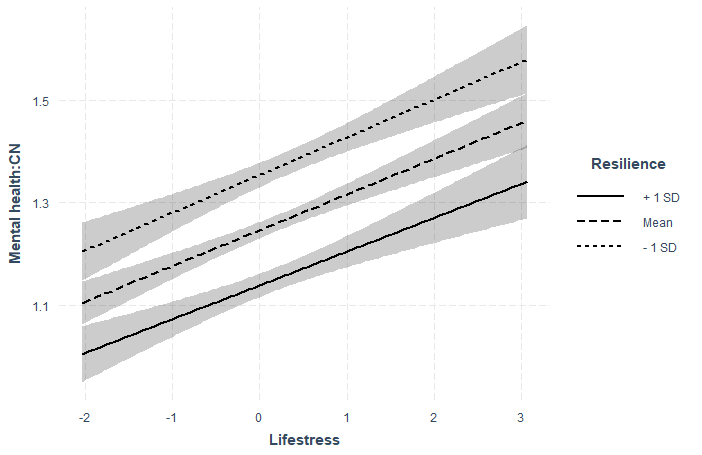 Mental health:CN
1.5
1.3
1.1
-2
-1
0
1
2
3
Lifestress
Resilience
+ 1 SD
Mean
- 1 SD